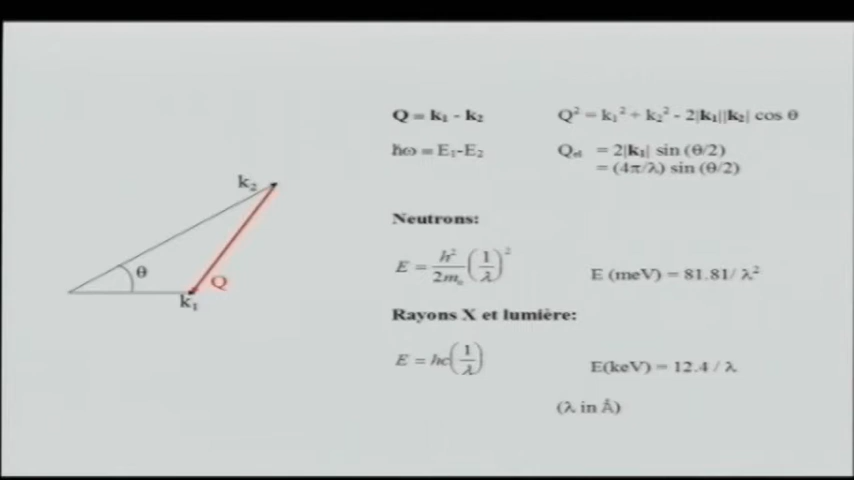 Q = k₁ - k₂
Q² = k₁² + k₂² - 2|k₁||k₂| cos θ
ħω = E₁-E₂
Qₑₗ = 2|k₁| sin (θ/2)
= (4π/λ) sin (θ/2)
k₂
θ
Q
k₁
Neutrons:
E = h²/2mₙ (1/λ)²
E (meV) = 81.81/ λ²
Rayons X et lumière:
E = hc(1/λ)
E(keV) = 12.4 / λ
(λ in Å)